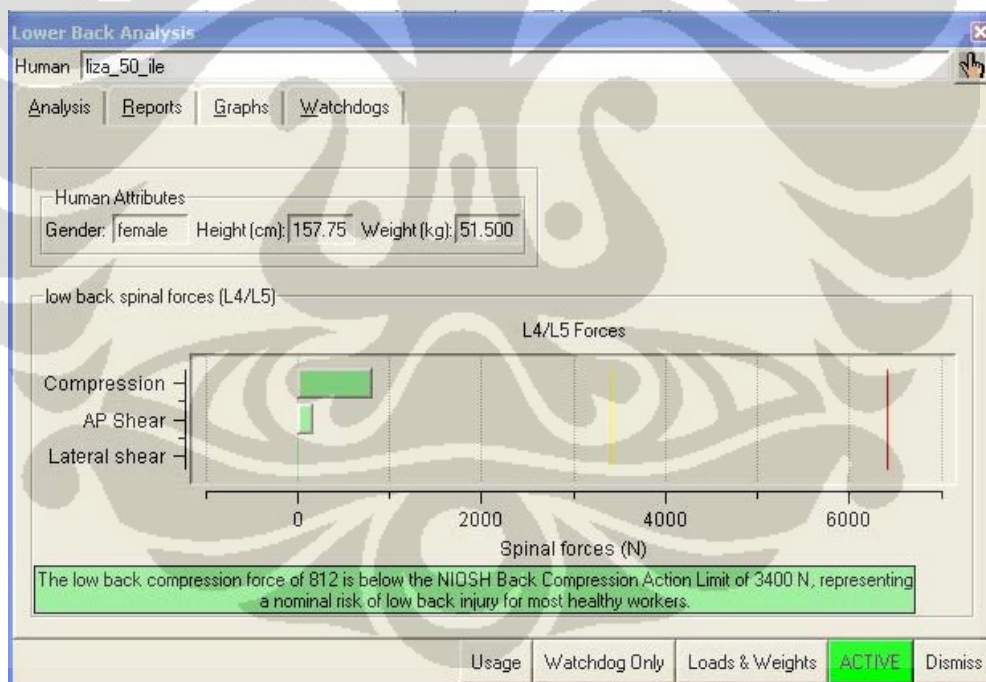 Lower Back Analysis
Human liza_50_ile
Analysis Reports Graphs Watchdogs
Human Attributes
Gender: female Height (cm): 157.75 Weight (kg): 51.500
low back spinal forces (L4/L5)
L4/L5 Forces
Compression
AP Shear
Lateral shear
0 2000 4000 6000
Spinal forces (N)
The low back compression force of 812 is below the NIOSH Back Compression Action Limit of 3400 N, representing
a nominal risk of low back injury for most healthy workers.
Usage Watchdog Only Loads & Weights ACTIVE Dismiss